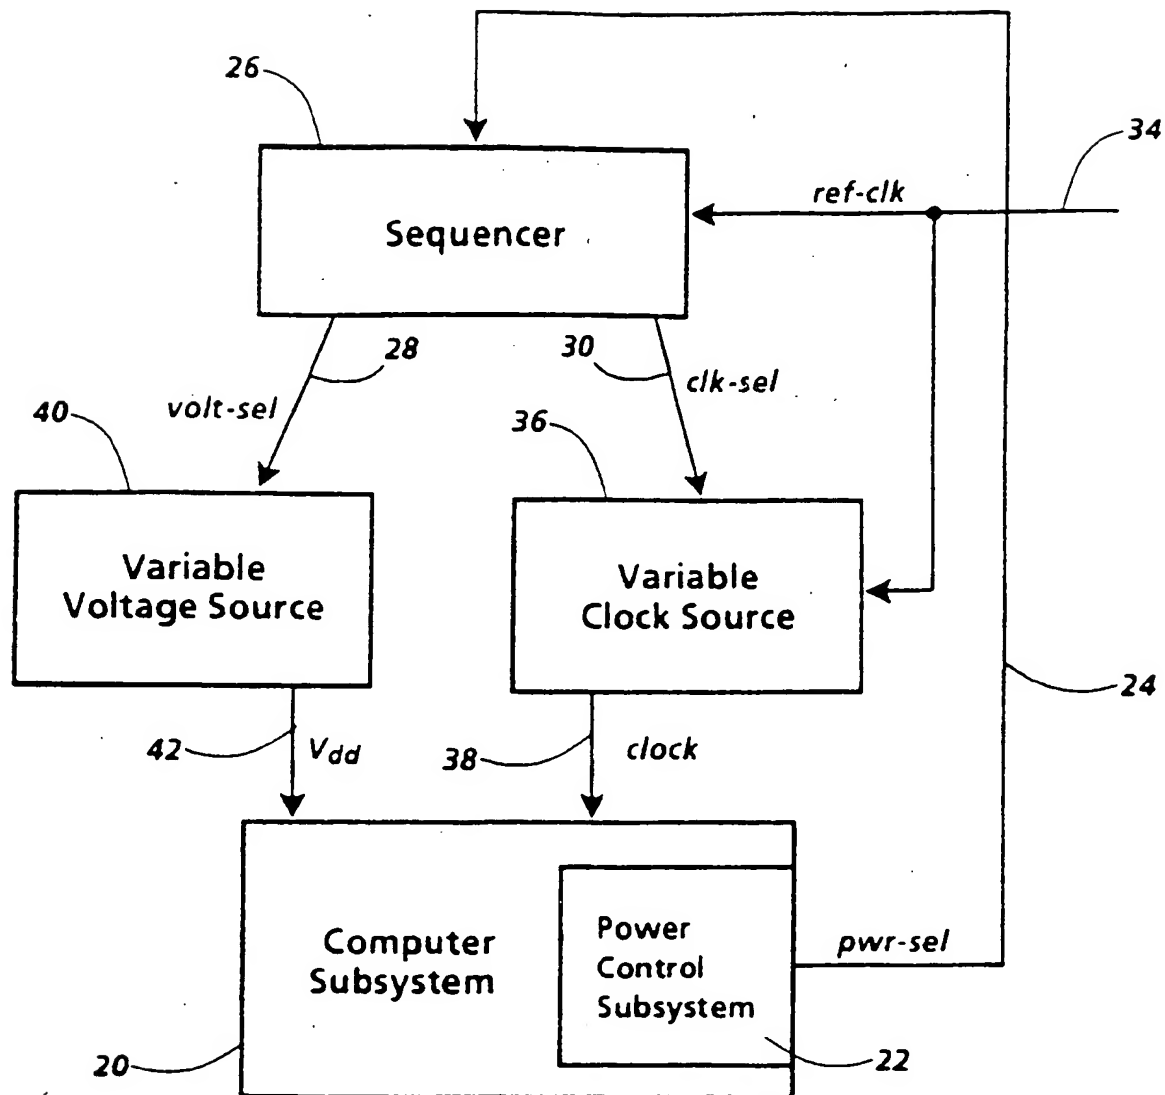 26
34
ref-clk
Sequencer
28
30
volt-sel
clk-sel
40
36
Variable
Voltage Source
Variable
Clock Source
24
42
Vdd
38
clock
Computer
Subsystem
Power
Control
Subsystem
pwr-sel
20
22